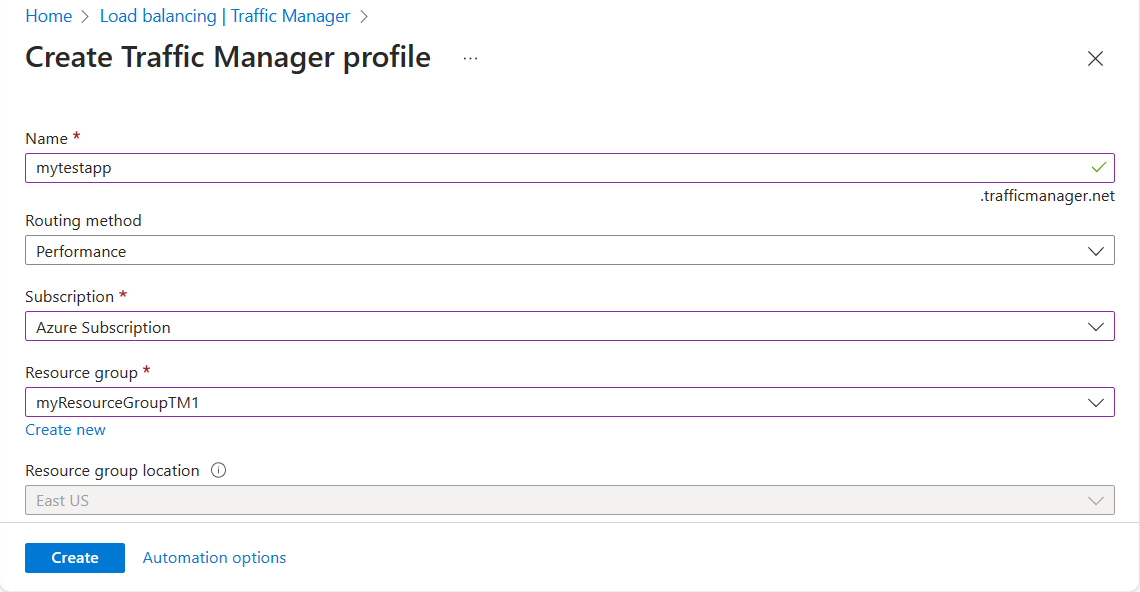 Home > Load balancing | Traffic Manager >
Create Traffic Manager profile ...
Name *
mytestapp
.trafficmanager.net
Routing method
Performance
Subscription *
Azure Subscription
Resource group *
myResourceGroupTM1
Create new
Resource group location
East US
Create Automation options